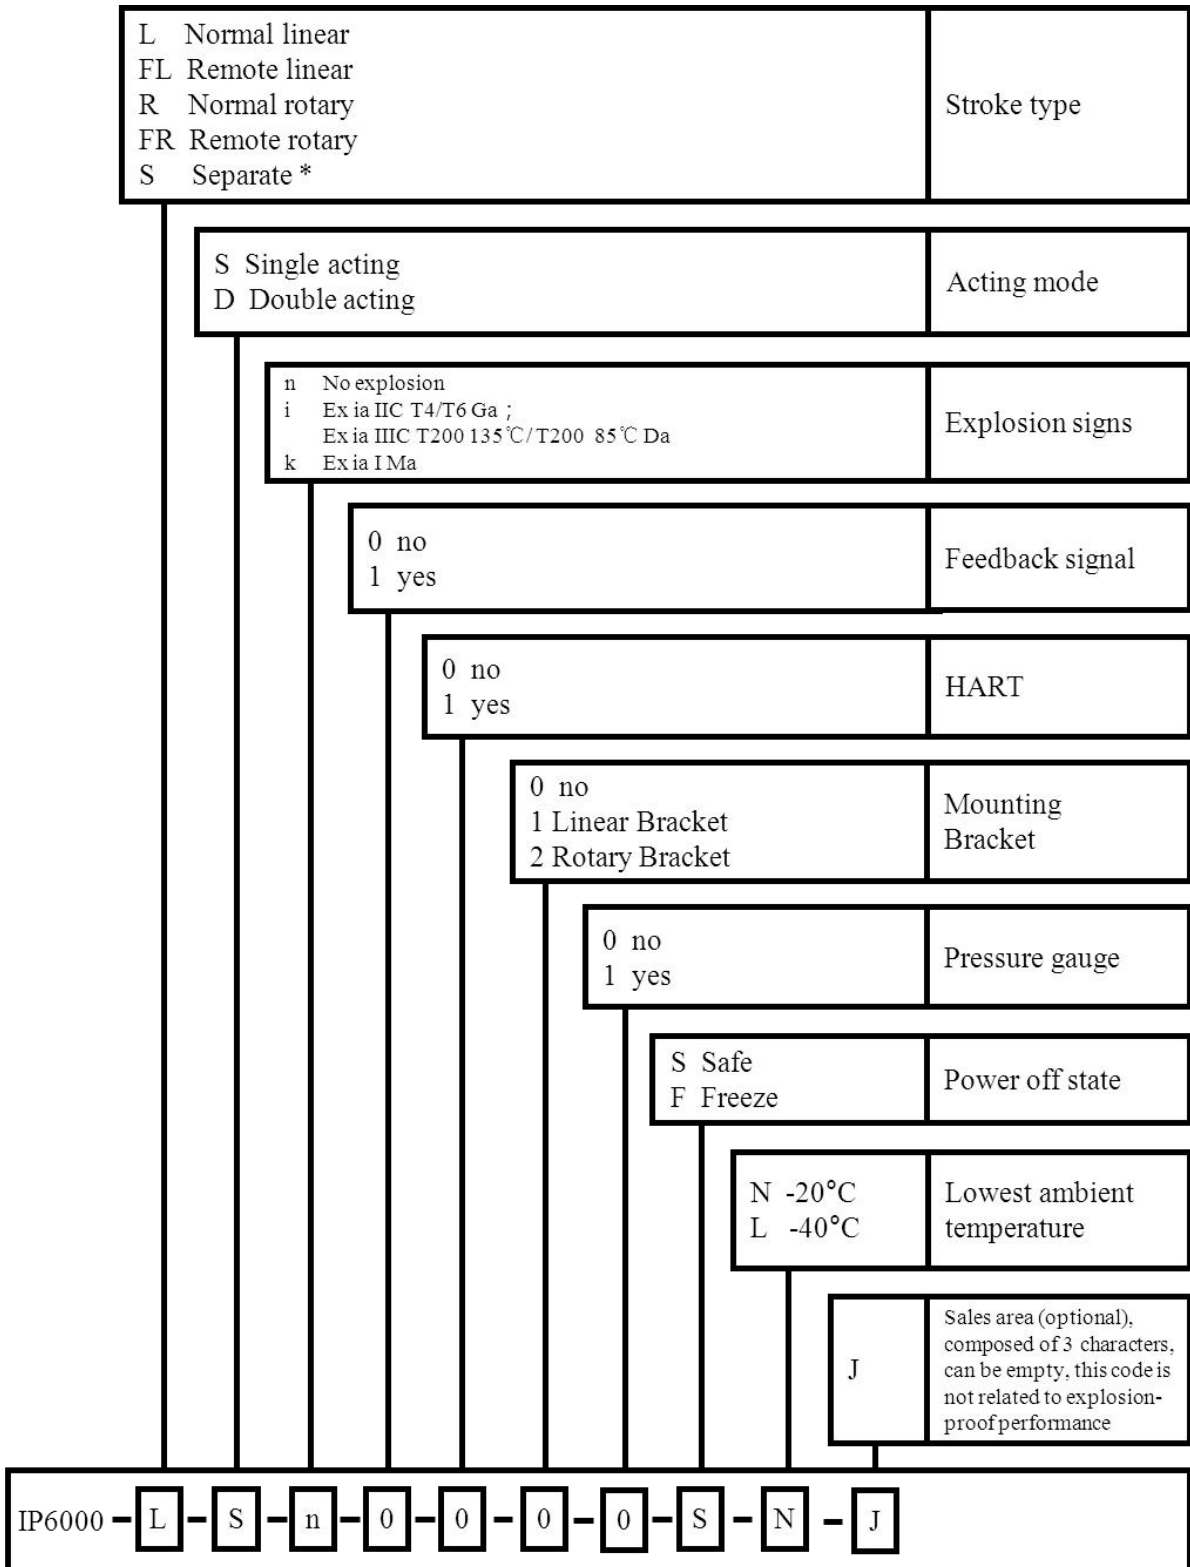 L Normal linear
FL Remote linear
R Normal rotary
FR Remote rotary
S Separate *
Stroke type
S Single acting
D Double acting
Acting mode
n No explosion
i Ex ia IIC T4/T6 Ga ;
Ex ia IIIC T200 135℃/T200 85℃ Da
k Ex ia I Ma
Explosion signs
0 no
1 yes
Feedback signal
0 no
1 yes
HART
0 no
1 Linear Bracket
2 Rotary Bracket
Mounting
Bracket
0 no
1 yes
Pressure gauge
S Safe
F Freeze
Power off state
N -20°C
L -40°C
Lowest ambient
temperature
J
Sales area (optional),
composed of 3 characters,
can be empty, this code is
not related to explosion-
proof performance
IP6000 - L - S - n - 0 - 0 - 0 - 0 - S - N - J